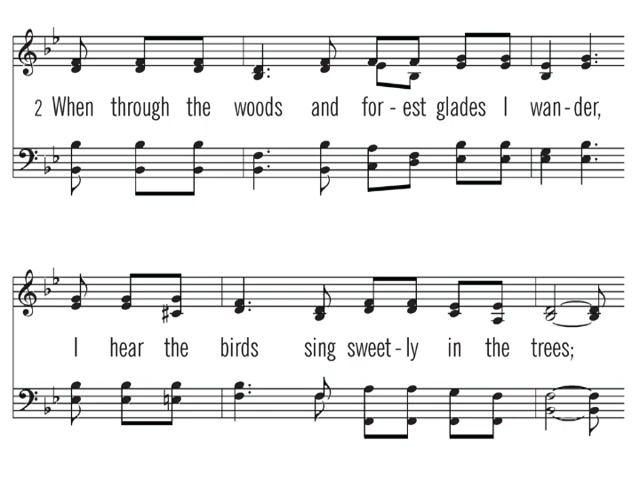 2 When through the woods and for - est glades I wan - der,
I hear the birds sing sweet - ly in the trees;